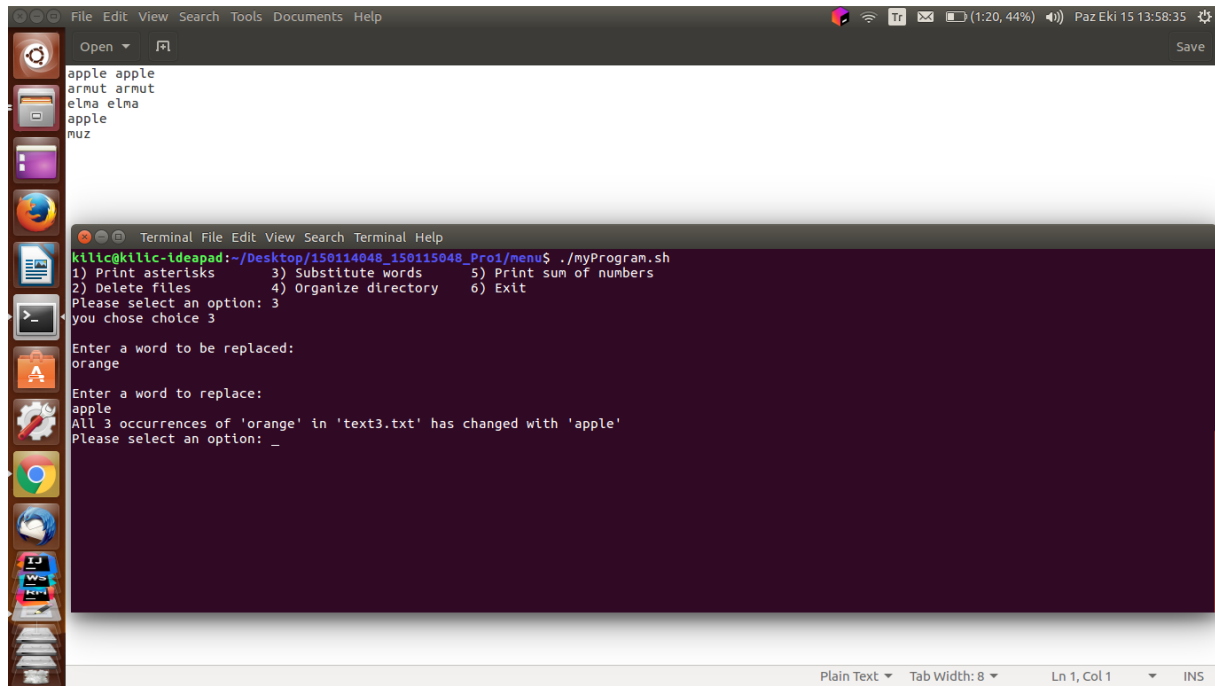 File Edit View Search Tools Documents Help Tr (1:20, 44%) Paz Eki 15 13:58:35
Open Save
apple apple
armut armut
elma elma
apple
muz
Terminal File Edit View Search Terminal Help
kilic@kilic-ideapad:~/Desktop/150114048_150115048_Pro1/menu$ ./myProgram.sh
1) Print asterisks 3) Substitute words 5) Print sum of numbers
2) Delete files 4) Organize directory 6) Exit
Please select an option: 3
you chose choice 3
Enter a word to be replaced:
orange
Enter a word to replace:
apple
All 3 occurrences of 'orange' in 'text3.txt' has changed with 'apple'
Please select an option: _
IJ
WS
RM
Plain Text Tab Width: 8 Ln 1, Col 1 INS